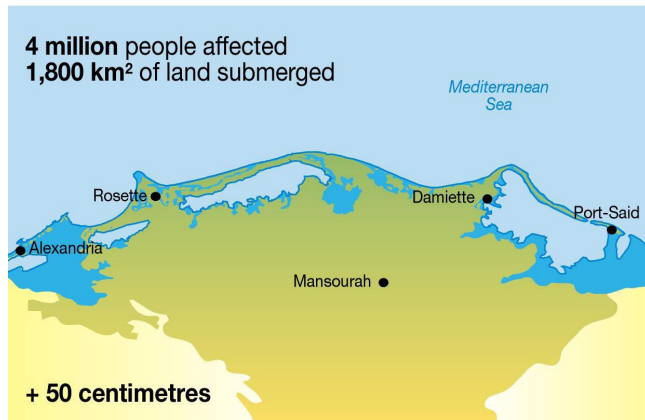 4 million people affected
1,800 km² of land submerged
Mediterranean
Sea
Rosette
Damiette
Port-Said
Alexandria
Mansourah
+ 50 centimetres